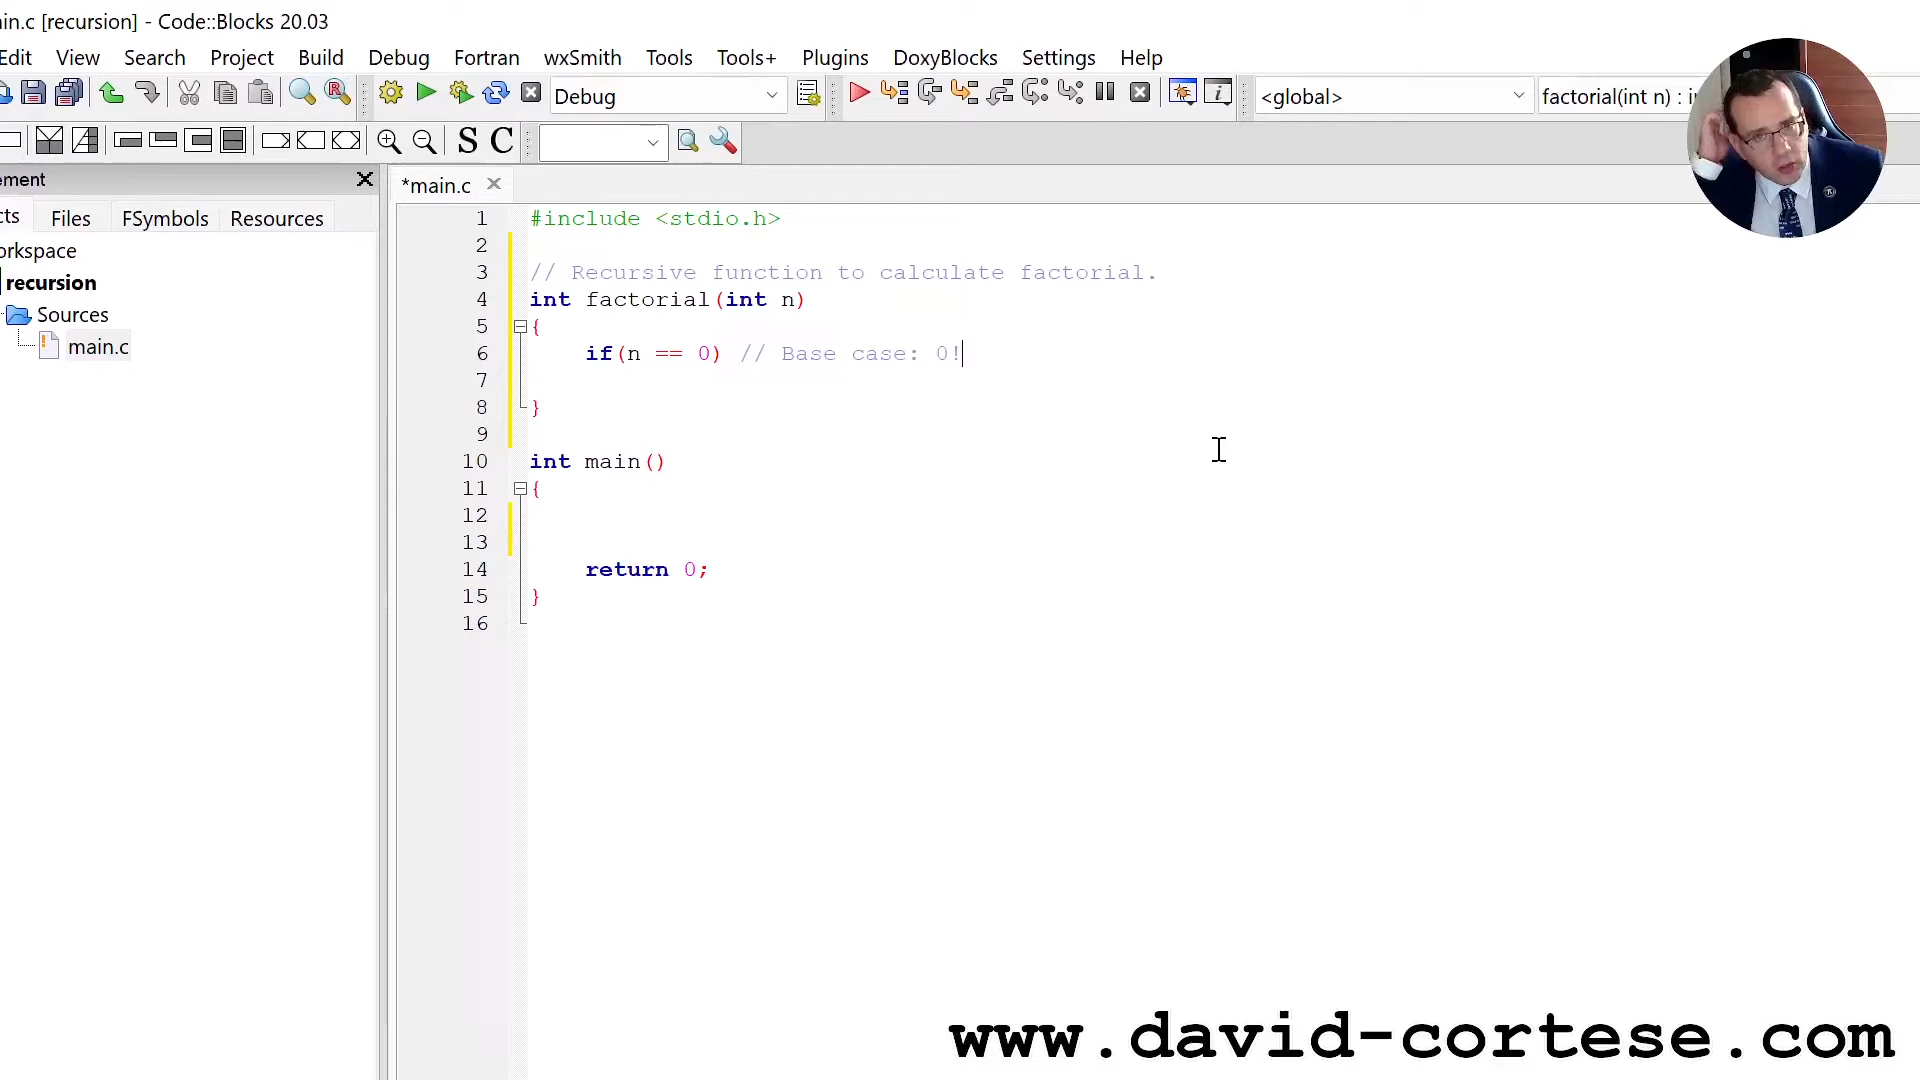 in.c [recursion] - Code::Blocks 20.03
Edit View Search Project Build Debug Fortran wxSmith Tools Tools+ Plugins DoxyBlocks Settings Help
Debug <global> factorial(int n) : i
S C
ement
*main.c
cts Files FSymbols Resources
orkspace
recursion
Sources
main.c
1 #include <stdio.h>
2
3 // Recursive function to calculate factorial.
4 int factorial(int n)
5 {
6 if(n == 0) // Base case: 0!
7
8 }
9
10 int main()
11 {
12
13
14 return 0;
15 }
16
www.david-cortese.com